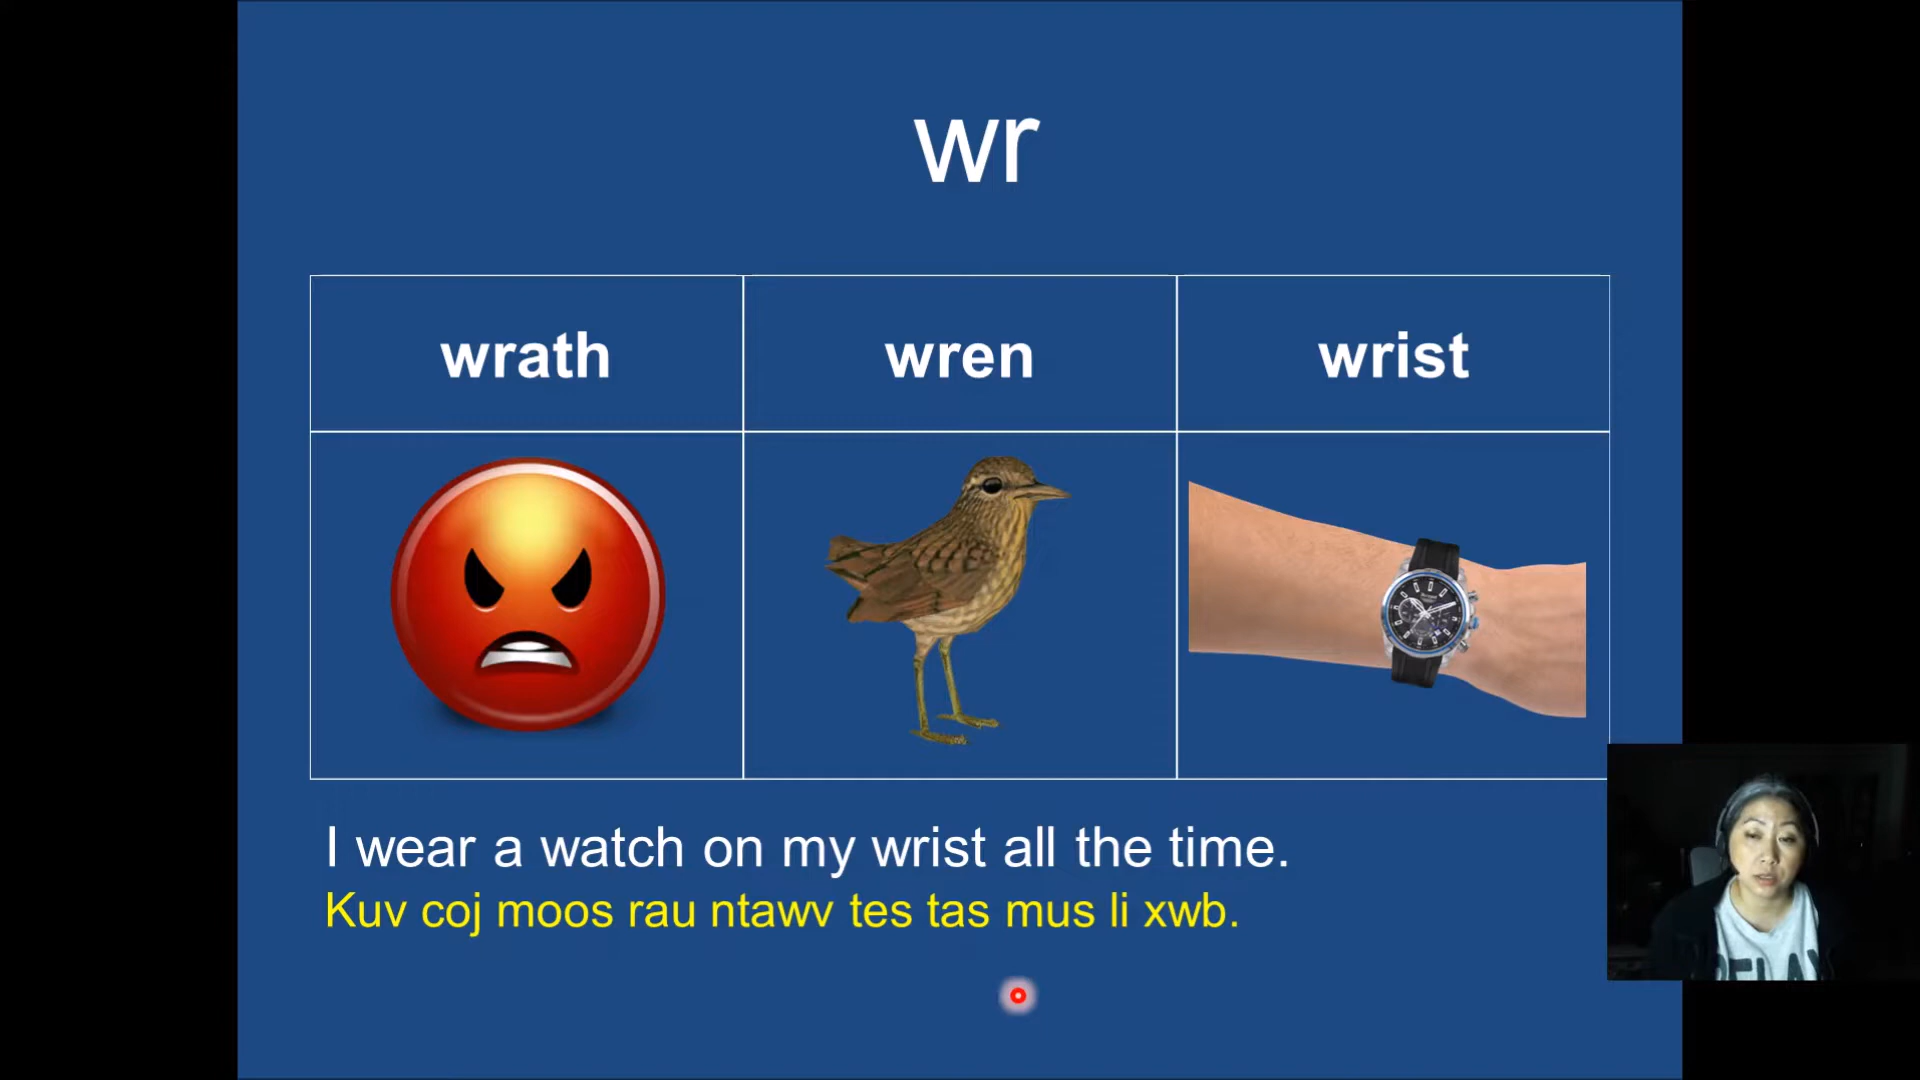 wr
wrath wren wrist
I wear a watch on my wrist all the time.
Kuv coj moos rau ntawv tes tas mus li xwb.